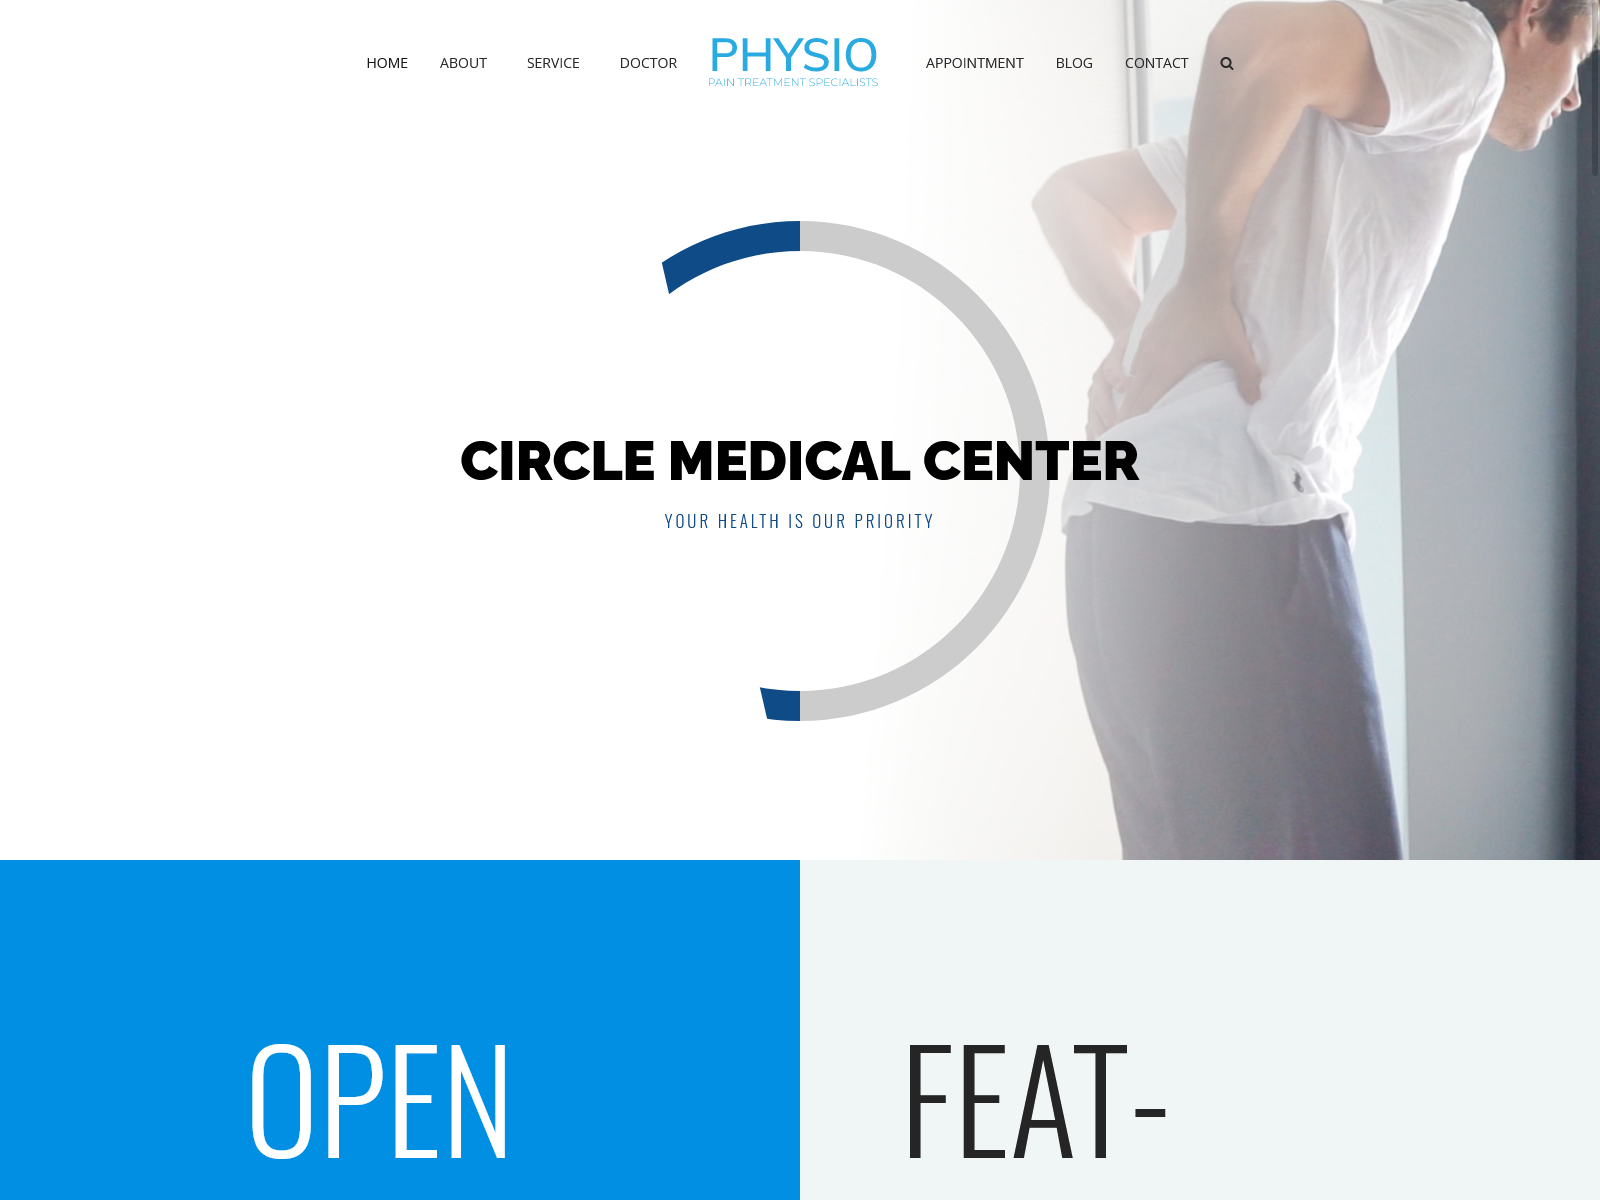 HOME ABOUT SERVICE DOCTOR
PHYSIO
PAIN TREATMENT SPECIALISTS
APPOINTMENT BLOG CONTACT
CIRCLE MEDICAL CENTER
YOUR HEALTH IS OUR PRIORITY
OPEN
FEAT-